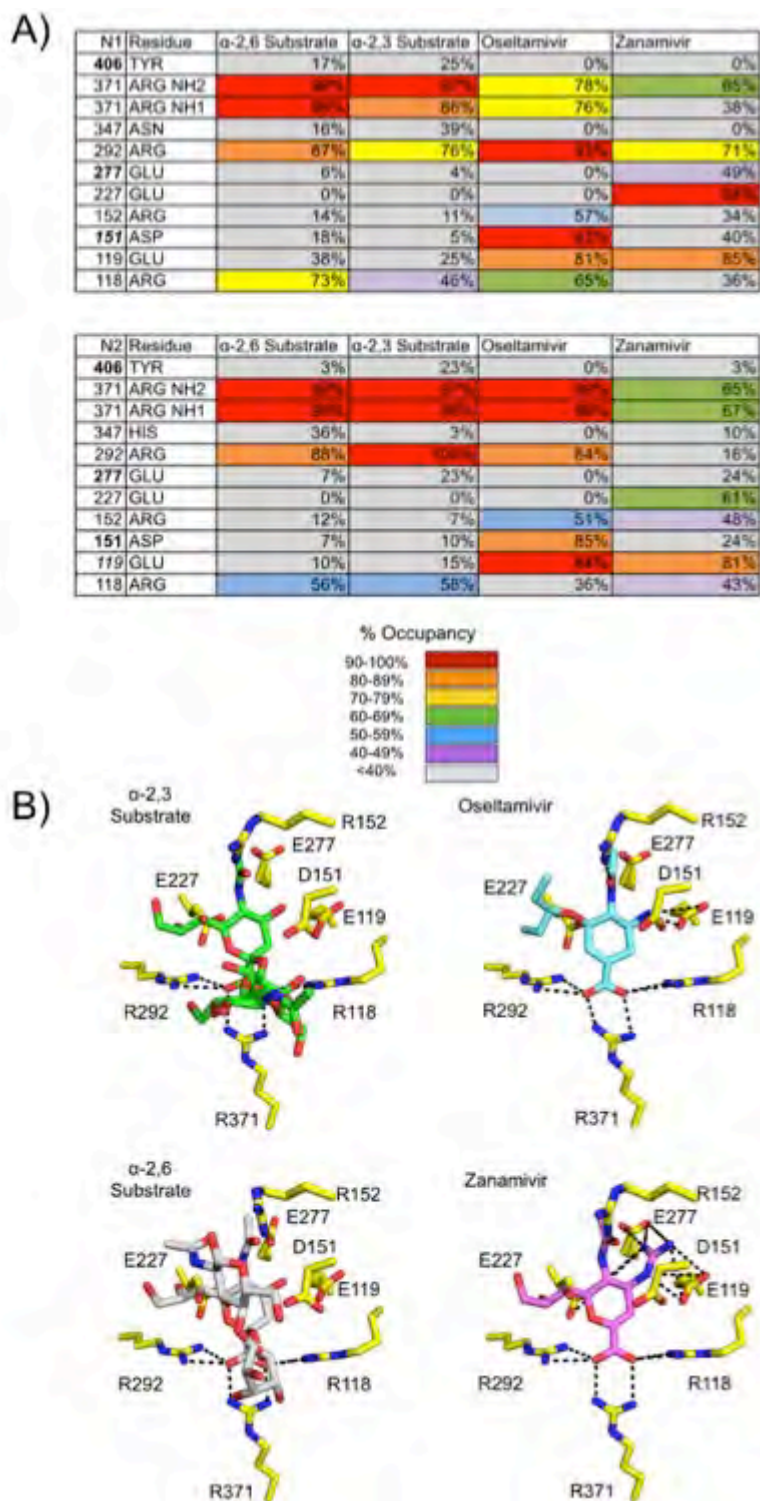 A)
N1 Residue α-2,6 Substrate α-2,3 Substrate Oseltamivir Zanamivir
406 TYR 17% 25% 0% 0%
371 ARG NH2 78% 65%
371 ARG NH1 86% 76% 38%
347 ASN 16% 39% 0% 0%
292 ARG 87% 76% 71%
277 GLU 6% 4% 0% 49%
227 GLU 0% 0% 0%
152 ARG 14% 11% 57% 34%
151 ASP 18% 5% 40%
119 GLU 38% 25% 81% 85%
118 ARG 73% 46% 65% 36%
N2 Residue α-2,6 Substrate α-2,3 Substrate Oseltamivir Zanamivir
406 TYR 3% 23% 0% 3%
371 ARG NH2 65%
371 ARG NH1 67%
347 HIS 36% 3% 0% 10%
292 ARG 88% 84% 16%
277 GLU 7% 23% 0% 24%
227 GLU 0% 0% 0% 61%
152 ARG 12% 7% 51% 48%
151 ASP 7% 10% 85% 24%
119 GLU 10% 15% 81%
118 ARG 56% 58% 36% 43%
% Occupancy
90-100%
80-89%
70-79%
60-69%
50-59%
40-49%
<40%
B)
α-2,3
Substrate
R152
E277
D151
E227
E119
R292
R118
R371
Oseltamivir
R152
E277
D151
E227
E119
R292
R118
R371
α-2,6
Substrate
R152
E277
D151
E227
E119
R292
R118
R371
Zanamivir
R152
E277
D151
E227
E119
R292
R118
R371